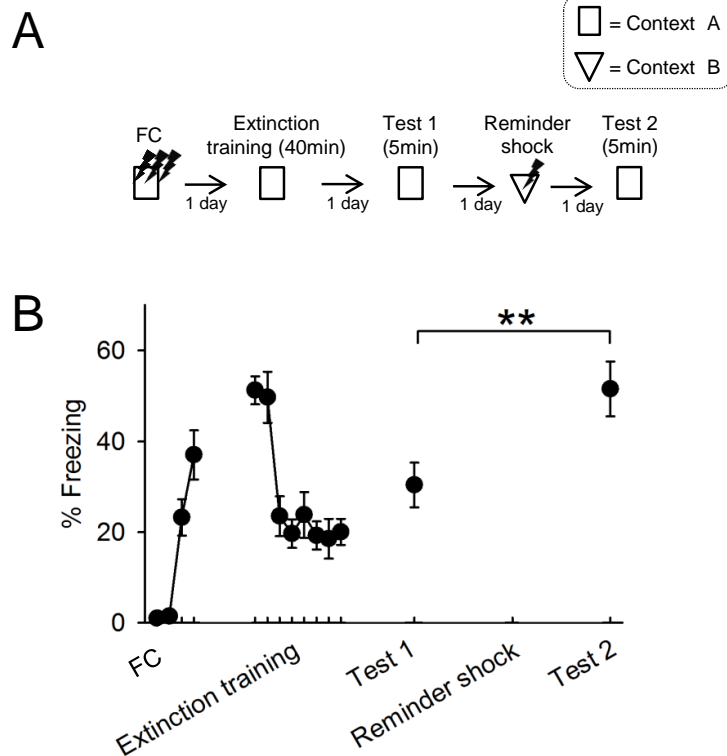 A
= Context A
= Context B
FC
Extinction
training (40min)
Test 1
(5min)
Reminder
shock
Test 2
(5min)
1 day
1 day
1 day
1 day
B
**
% Freezing
60
40
20
0
FC
Extinction training
Test 1
Reminder shock
Test 2